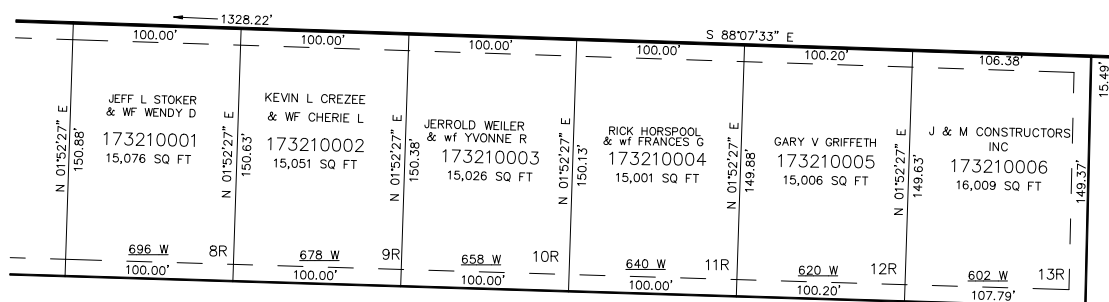 1328.22'
S 88°07'33" E
15.49'
100.00'
100.00'
100.00'
100.00'
100.20'
106.38'
N 01°52'27" E
150.88'
JEFF L STOKER
& WF WENDY D
173210001
15,076 SQ FT
696 W
8R
100.00'
N 01°52'27" E
150.63'
KEVIN L CREZEE
& WF CHERIE L
173210002
15,051 SQ FT
678 W
9R
100.00'
N 01°52'27" E
150.38'
JERROLD WEILER
& wf YVONNE R
173210003
15,026 SQ FT
658 W
10R
100.00'
N 01°52'27" E
150.13'
RICK HORSPOOL
& wf FRANCES G
173210004
15,001 SQ FT
640 W
11R
100.00'
N 01°52'27" E
149.88'
GARY V GRIFFETH
173210005
15,006 SQ FT
620 W
12R
100.20'
N 01°52'27" E
149.63'
J & M CONSTRUCTORS
INC
173210006
16,009 SQ FT
149.37'
602 W
13R
107.79'